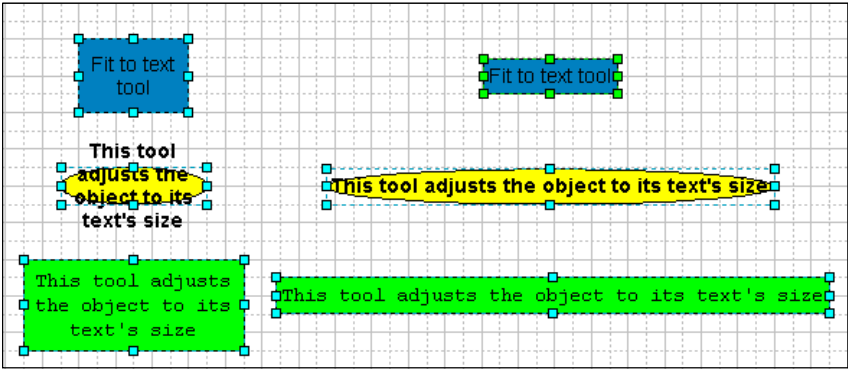 Fit to text
tool
Fit to text tool
This tool
adjusts the
object to its
text's size
This tool adjusts the object to its text's size
This tool adjusts
the object to its
text's size
This tool adjusts the object to its text's size